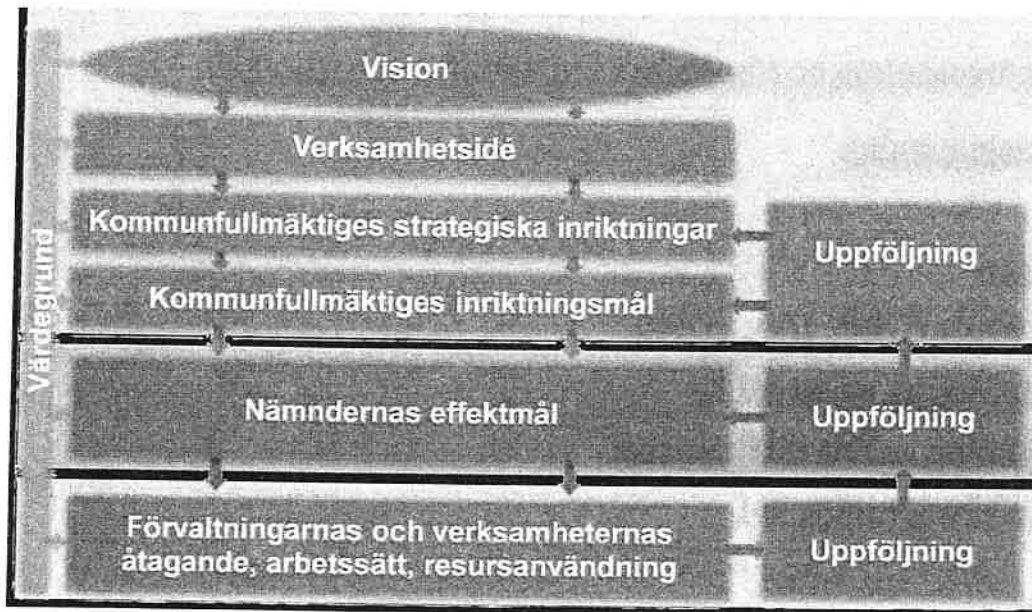 Vision
Verksamhetsidé
Kommunfullmäktiges strategiska inriktningar
Uppföljning
Kommunfullmäktiges inriktningsmål
Värdegrund
Nämndernas effektmål
Uppföljning
Förvaltningarnas och verksamheternas
åtagande, arbetssätt, resursanvändning
Uppföljning